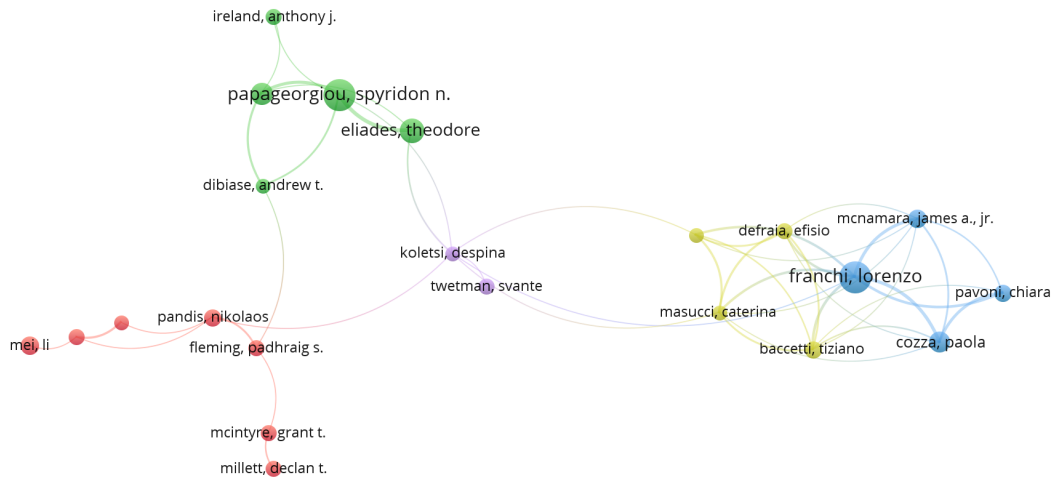 ireland, anthony j.
papageorgiou, spyridon n.
eliades, theodore
dibiase, andrew t.
mcnamara, james a., jr.
defraia, efisio
koletsi, despina
franchi, lorenzo
twetman, svante
pavoni, chiara
masucci, caterina
pandis, nikolaos
cozza, paola
mei, li
fleming, padhraig s.
baccetti, tiziano
mcintyre, grant t.
millett, declan t.